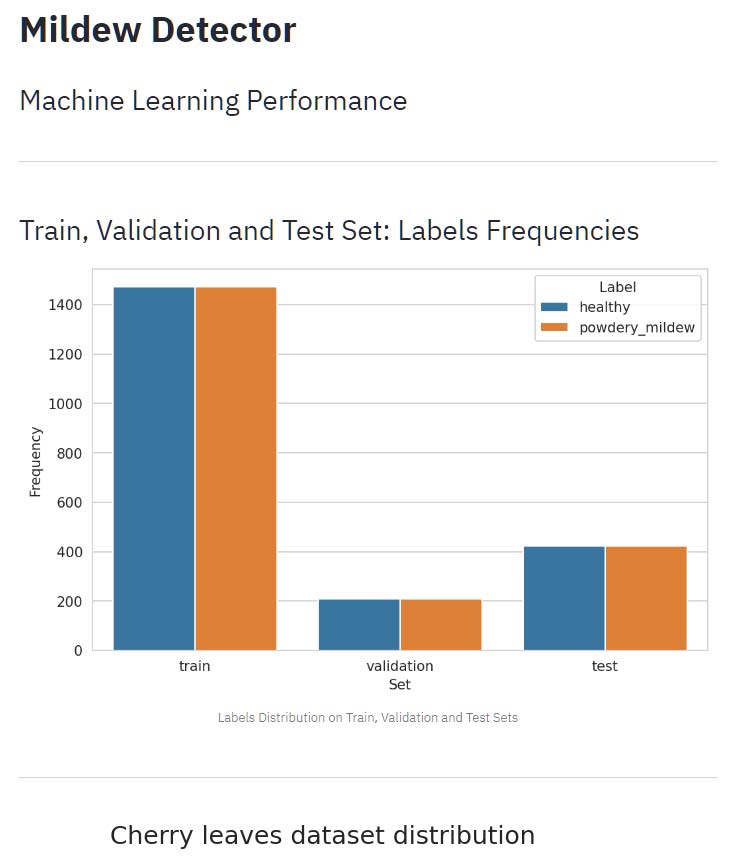 Mildew Detector
Machine Learning Performance
Train, Validation and Test Set: Labels Frequencies
Label
healthy
powdery_mildew
1400
1200
1000
800
600
400
200
0
Frequency
train
validation
test
Set
Labels Distribution on Train, Validation and Test Sets
Cherry leaves dataset distribution